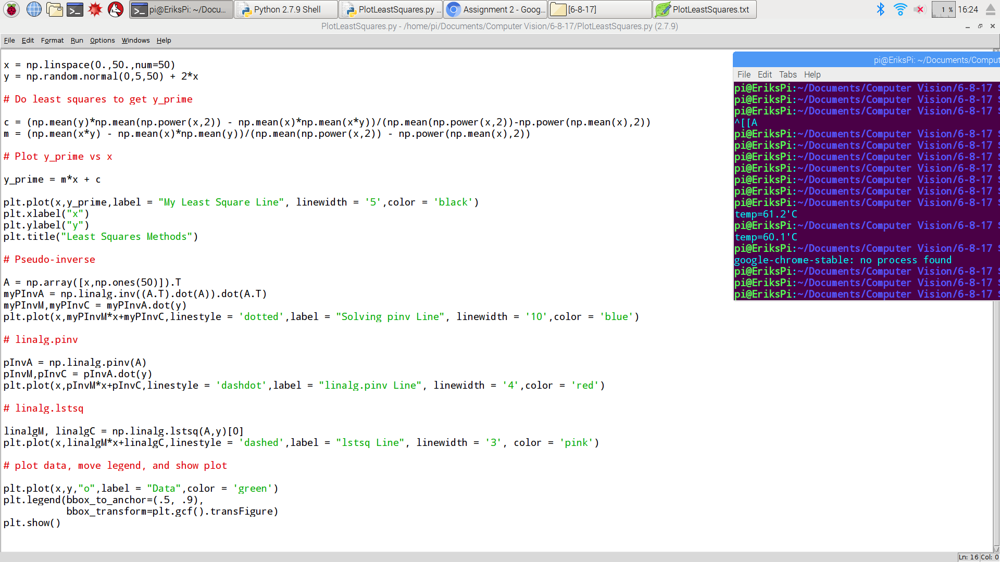 pi@EriksPi: ~/Docu...
Python 2.7.9 Shell
PlotLeastSquares.py ...
Assignment 2 - Goog...
[6-8-17]
PlotLeastSquares.txt
1 %
16:24
PlotLeastSquares.py - /home/pi/Documents/Computer Vision/6-8-17/PlotLeastSquares.py (2.7.9)
File Edit Format Run Options Windows Help
x = np.linspace(0.,50.,num=50)
y = np.random.normal(0,5,50) + 2*x
# Do least squares to get y_prime
c = (np.mean(y)*np.mean(np.power(x,2)) - np.mean(x)*np.mean(x*y))/(np.mean(np.power(x,2))-np.power(np.mean(x),2))
m = (np.mean(x*y) - np.mean(x)*np.mean(y))/(np.mean(np.power(x,2)) - np.power(np.mean(x),2))
# Plot y_prime vs x
y_prime = m*x + c
plt.plot(x,y_prime,label = "My Least Square Line", linewidth = '5',color = 'black')
plt.xlabel("x")
plt.ylabel("y")
plt.title("Least Squares Methods")
# Pseudo-inverse
A = np.array([x,np.ones(50)]).T
myPInvA = np.linalg.inv((A.T).dot(A)).dot(A.T)
myPInvM,myPInvC = myPInvA.dot(y)
plt.plot(x,myPInvM*x+myPInvC,linestyle = 'dotted',label = "Solving pinv Line", linewidth = '10',color = 'blue')
# linalg.pinv
pInvA = np.linalg.pinv(A)
pInvM,pInvC = pInvA.dot(y)
plt.plot(x,pInvM*x+pInvC,linestyle = 'dashdot',label = "linalg.pinv Line", linewidth = '4',color = 'red')
# linalg.lstsq
linalgM, linalgC = np.linalg.lstsq(A,y)[0]
plt.plot(x,linalgM*x+linalgC,linestyle = 'dashed',label = "lstsq Line", linewidth = '3', color = 'pink')
# plot data, move legend, and show plot
plt.plot(x,y,"o",label = "Data",color = 'green')
plt.legend(bbox_to_anchor=(.5, .9),
bbox_transform=plt.gcf().transFigure)
plt.show()
pi@EriksPi: ~/Documents/Comput
File Edit Tabs Help
pi@EriksPi:~/Documents/Computer Vision/6-8-17 $
pi@EriksPi:~/Documents/Computer Vision/6-8-17 $
pi@EriksPi:~/Documents/Computer Vision/6-8-17 $
^[[A
pi@EriksPi:~/Documents/Computer Vision/6-8-17 $
pi@EriksPi:~/Documents/Computer Vision/6-8-17 $
pi@EriksPi:~/Documents/Computer Vision/6-8-17 $
pi@EriksPi:~/Documents/Computer Vision/6-8-17 $
pi@EriksPi:~/Documents/Computer Vision/6-8-17 $
pi@EriksPi:~/Documents/Computer Vision/6-8-17 $
pi@EriksPi:~/Documents/Computer Vision/6-8-17 $
temp=61.2'C
pi@EriksPi:~/Documents/Computer Vision/6-8-17 $
temp=60.1'C
pi@EriksPi:~/Documents/Computer Vision/6-8-17 $
google-chrome-stable: no process found
pi@EriksPi:~/Documents/Computer Vision/6-8-17 $
pi@EriksPi:~/Documents/Computer Vision/6-8-17 $
pi@EriksPi:~/Documents/Computer Vision/6-8-17 $
Ln: 16 Col: 0